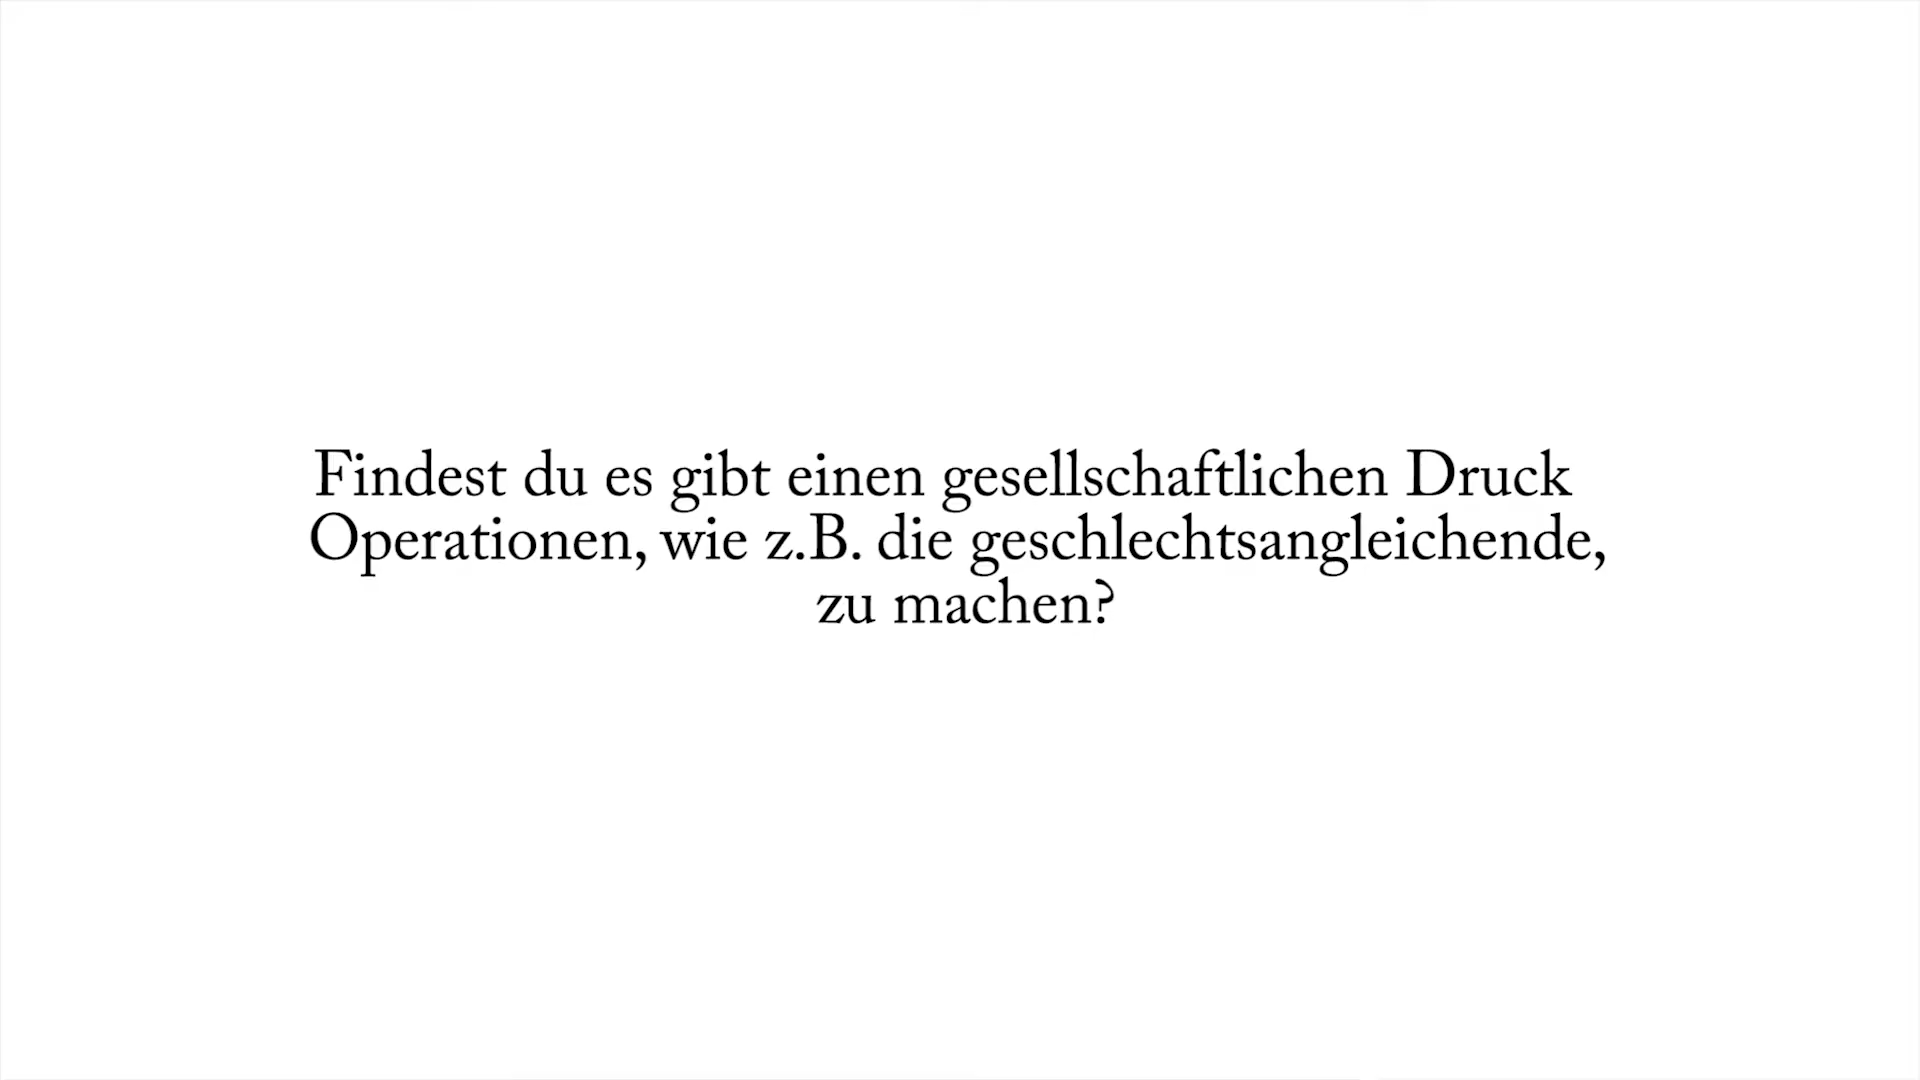 Findest du es gibt einen gesellschaftlichen Druck
Operationen, wie z.B. die geschlechtsangleichende,
zu machen?